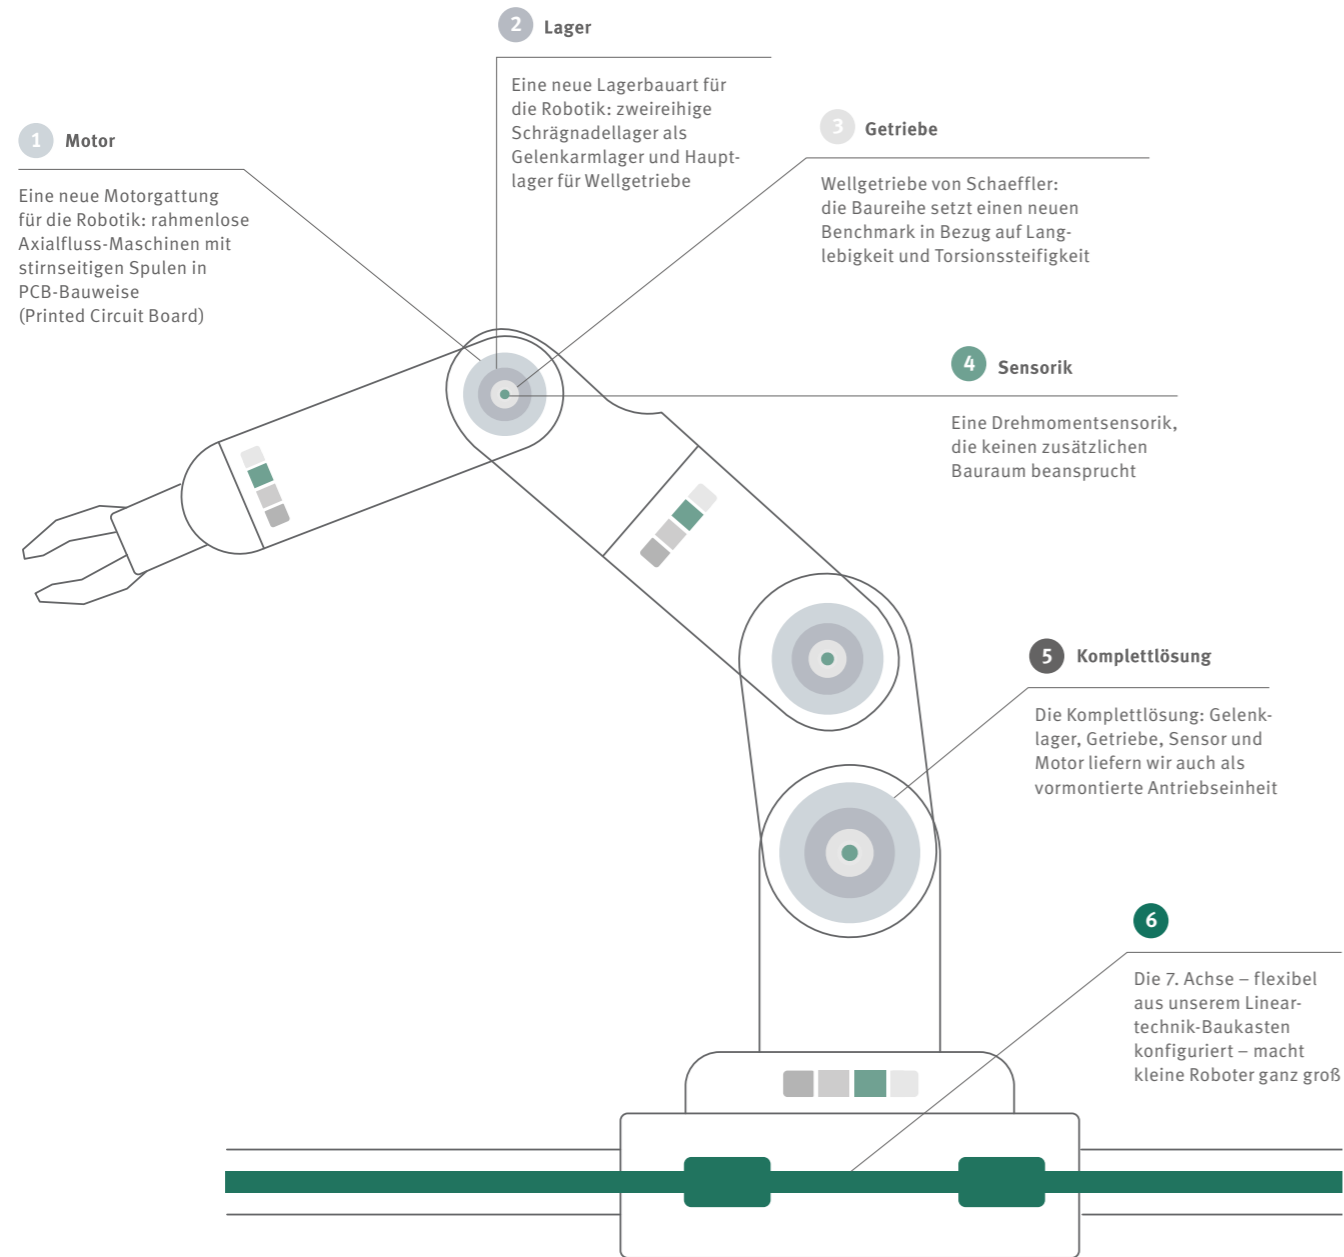 2 Lager
Eine neue Lagerbauart für
die Robotik: zweireihige
Schrägnadellager als
Gelenkarmlager und Haupt-
lager für Wellgetriebe
1 Motor
Eine neue Motorgattung
für die Robotik: rahmenlose
Axialfluss-Maschinen mit
stirnseitigen Spulen in
PCB-Bauweise
(Printed Circuit Board)
3 Getriebe
Wellgetriebe von Schaeffler:
die Baureihe setzt einen neuen
Benchmark in Bezug auf Lang-
lebigkeit und Torsionssteifigkeit
4 Sensorik
Eine Drehmomentsensorik,
die keinen zusätzlichen
Bauraum beansprucht
5 Komplettlösung
Die Komplettlösung: Gelenk-
lager, Getriebe, Sensor und
Motor liefern wir auch als
vormontierte Antriebseinheit
6
Die 7. Achse – flexibel
aus unserem Linear-
technik-Baukasten
konfiguriert – macht
kleine Roboter ganz groß